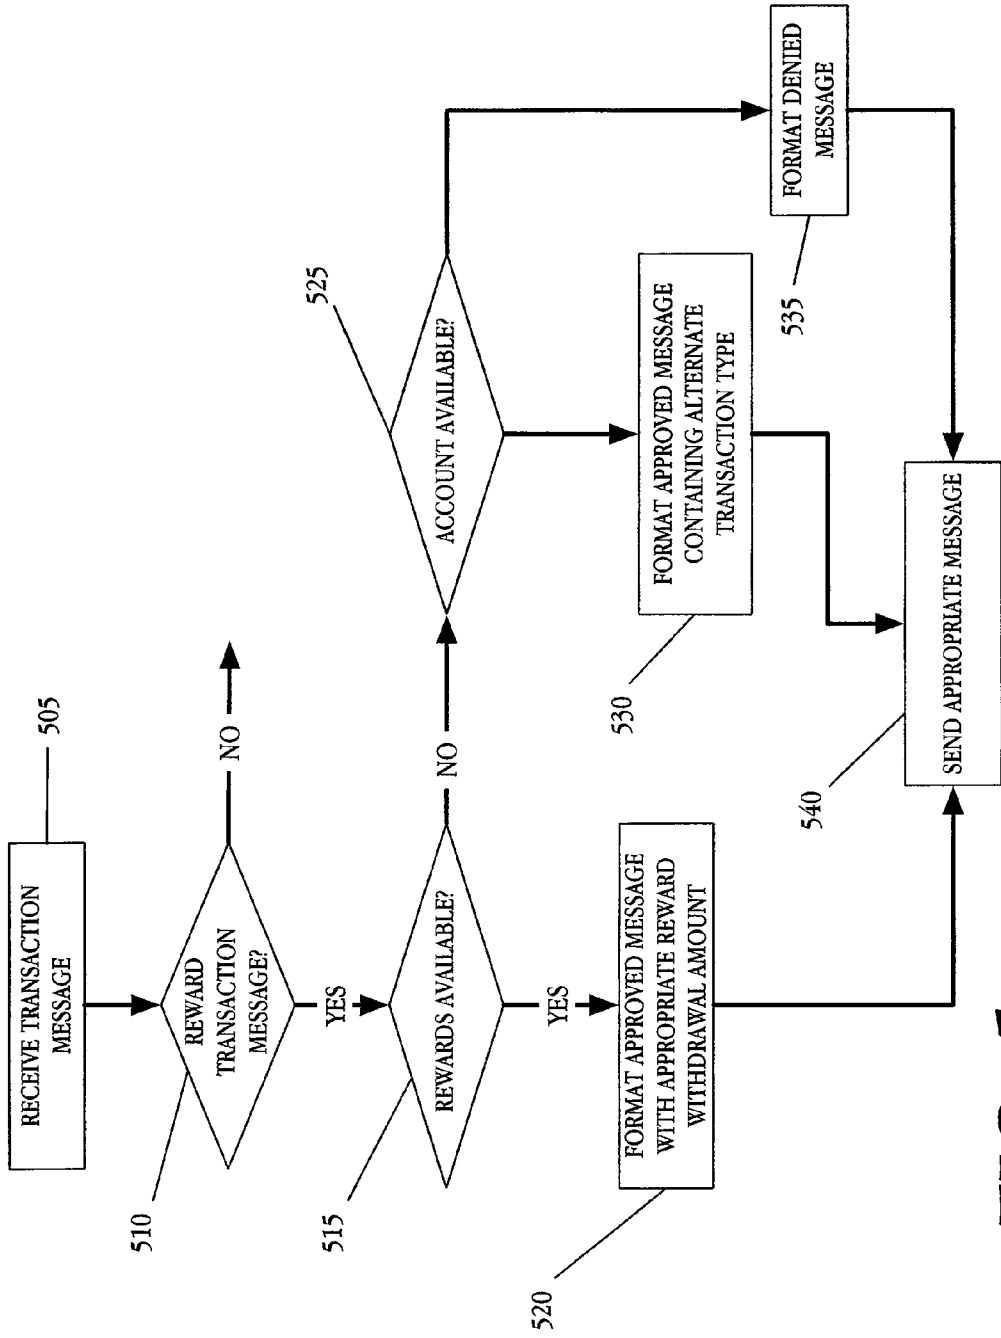 RECEIVE TRANSACTION
MESSAGE
505
REWARD
TRANSACTION
MESSAGE?
510
NO
YES
REWARDS AVAILABLE?
515
NO
YES
ACCOUNT AVAILABLE?
525
FORMAT APPROVED MESSAGE
WITH APPROPRIATE REWARD
WITHDRAWAL AMOUNT
520
FORMAT APPROVED MESSAGE
CONTAINING ALTERNATE
TRANSACTION TYPE
530
FORMAT DENIED
MESSAGE
535
SEND APPROPRIATE MESSAGE
540